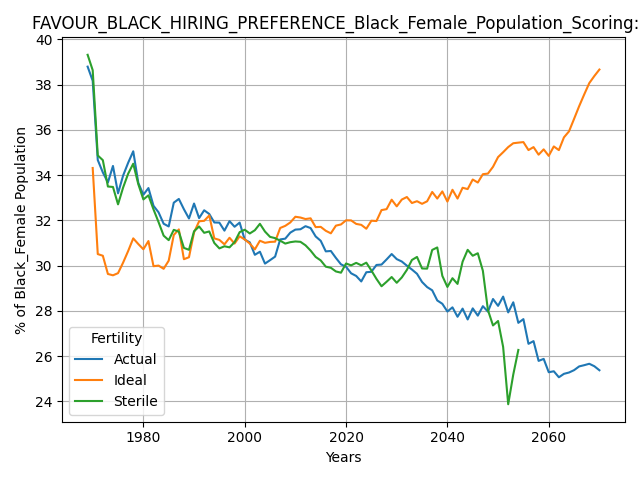 FAVOUR_BLACK_HIRING_PREFERENCE_Black_Female_Population_Scoring:
40
38
36
34
32
30
28
26
24
% of Black_Female Population
Fertility
Actual
Ideal
Sterile
1980
2000
2020
2040
2060
Years